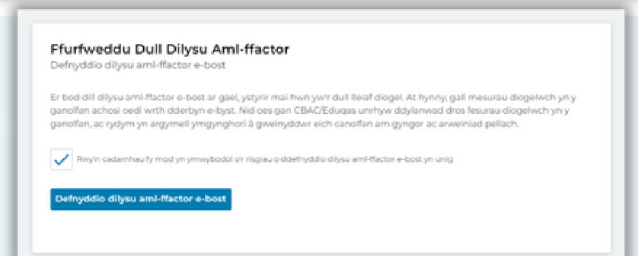 Ffurfweddu Dull Dilysu Aml-ffactor
Defnyddio dilysu aml-ffactor e-bost
Er bod dill dilysu aml-ffactor e-bost ar gael, ystyrir mai hwn yw'r dull lleiaf diogel. At hynny, gall mesurau diogelwch yn y
ganolfan achosi oedi wrth dderbyn e-byst. Nid oes gan CBAC/Eduqas unrhyw ddylanwad dros fesurau diogelwch yn y
ganolfan, ac rydym yn argymell ymgynghori â gweinyddwr eich canolfan am gyngor ac arweiniad pellach.
Rwy'n cadarnhau fy mod yn ymwybodol o'r risgiau o ddefnyddio dilysu aml-ffactor e-bost yn unig
Defnyddio dilysu aml-ffactor e-bost